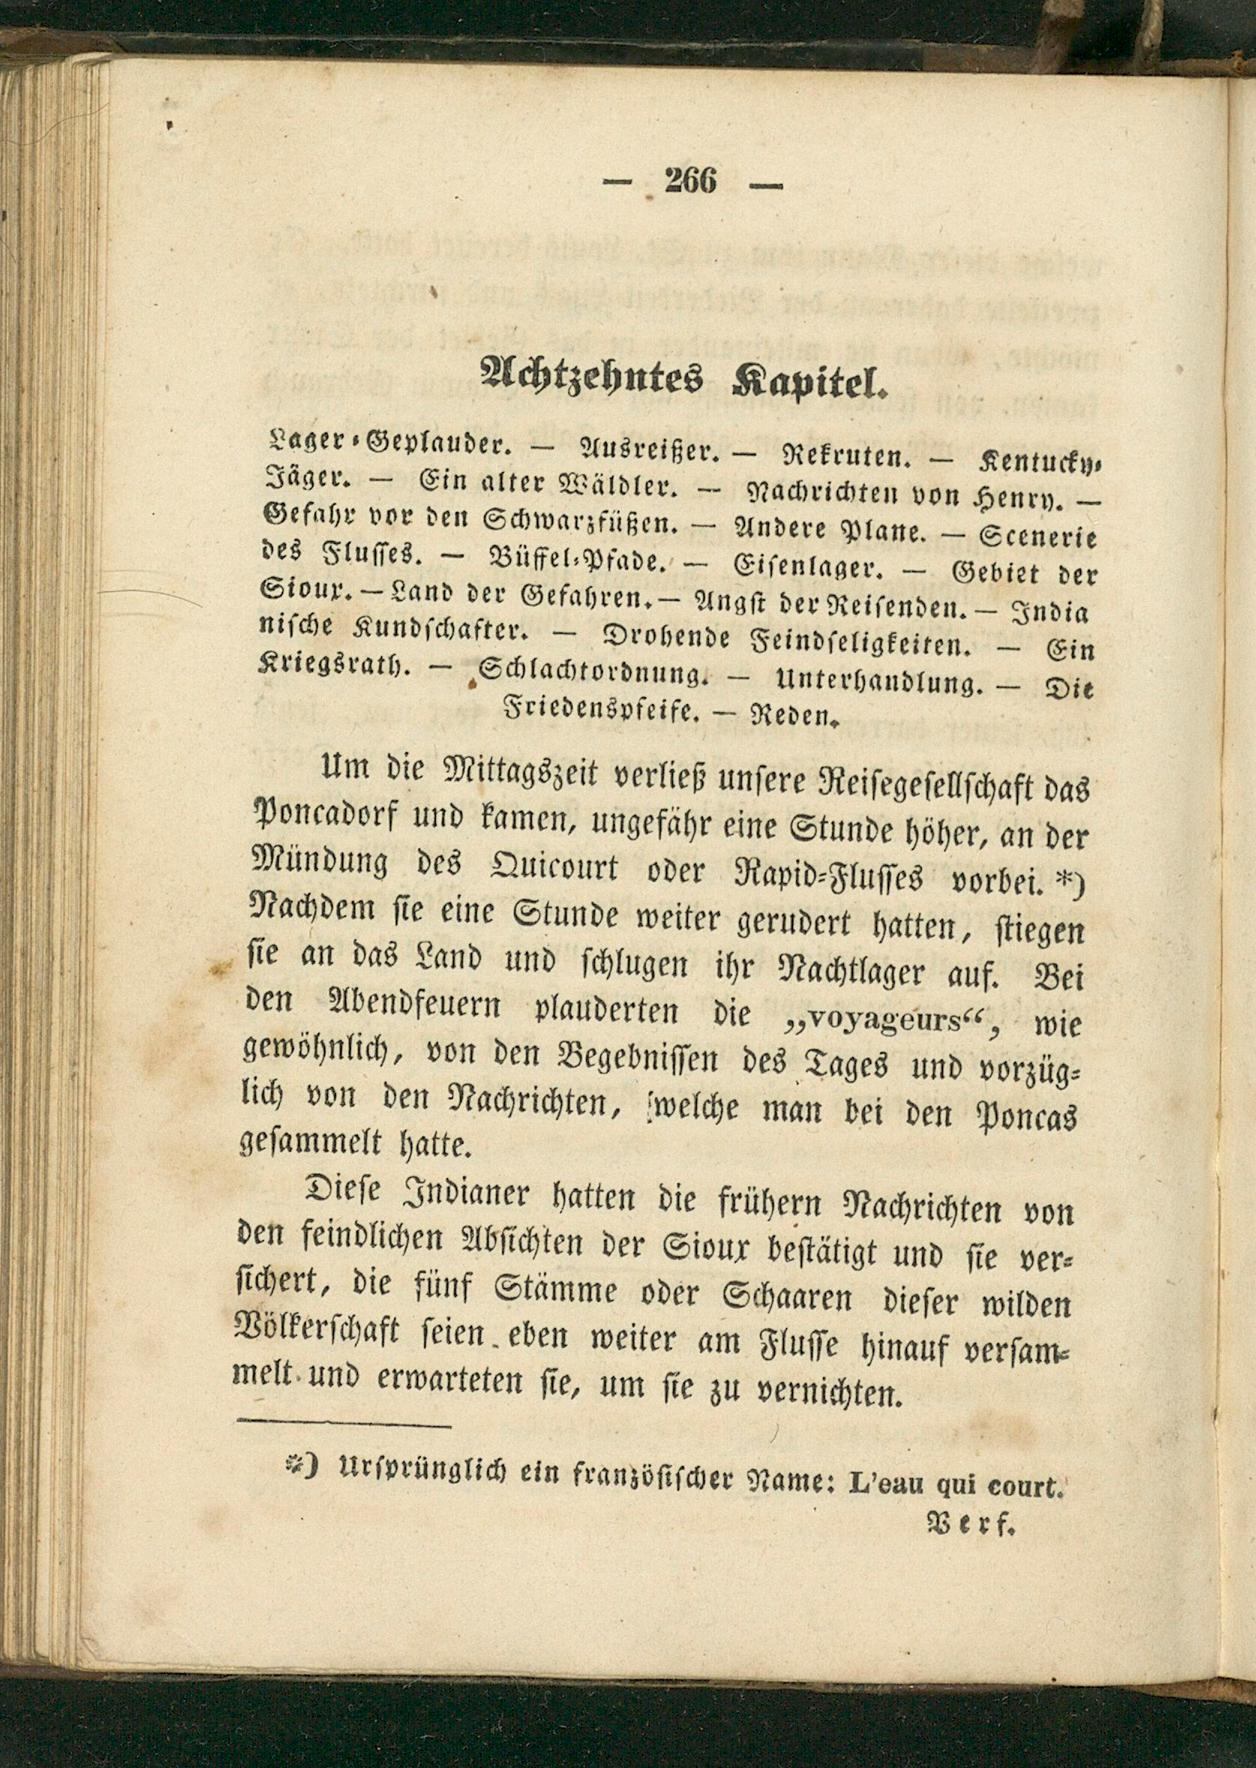 — 266 —
Achtzehntes Kapitel.
Lager-Geplauder. — Ausreißer. — Rekruten. — Kentucky-
Jäger. — Ein alter Wäldler. — Nachrichten von Henry. —
Gefahr vor den Schwarzfüßen. — Andere Plane. — Scenerie
des Flusses. — Büffel-Pfade. — Eisenlager. — Gebiet der
Sioux. — Land der Gefahren. — Angst der Reisenden. — India
nische Kundschafter. — Drohende Feindseligkeiten. — Ein
Kriegsrath. — Schlachtordnung. — Unterhandlung. — Die
Friedenspfeife. — Reden.
Um die Mittagszeit verließ unsere Reisegesellschaft das
Poncadorf und kamen, ungefähr eine Stunde höher, an der
Mündung des Quicourt oder Rapid-Flusses vorbei. *)
Nachdem sie eine Stunde weiter gerudert hatten, stiegen
sie an das Land und schlugen ihr Nachtlager auf. Bei
den Abendfeuern plauderten die „voyageurs“, wie
gewöhnlich, von den Begebnissen des Tages und vorzüg-
lich von den Nachrichten, welche man bei den Poncas
gesammelt hatte.
Diese Indianer hatten die frühern Nachrichten von
den feindlichen Absichten der Sioux bestätigt und sie ver-
sichert, die fünf Stämme oder Schaaren dieser wilden
Völkerschaft seien eben weiter am Flusse hinauf versam-
melt und erwarteten sie, um sie zu vernichten.
*) Ursprünglich ein französischer Name: L'eau qui court.
Verf.